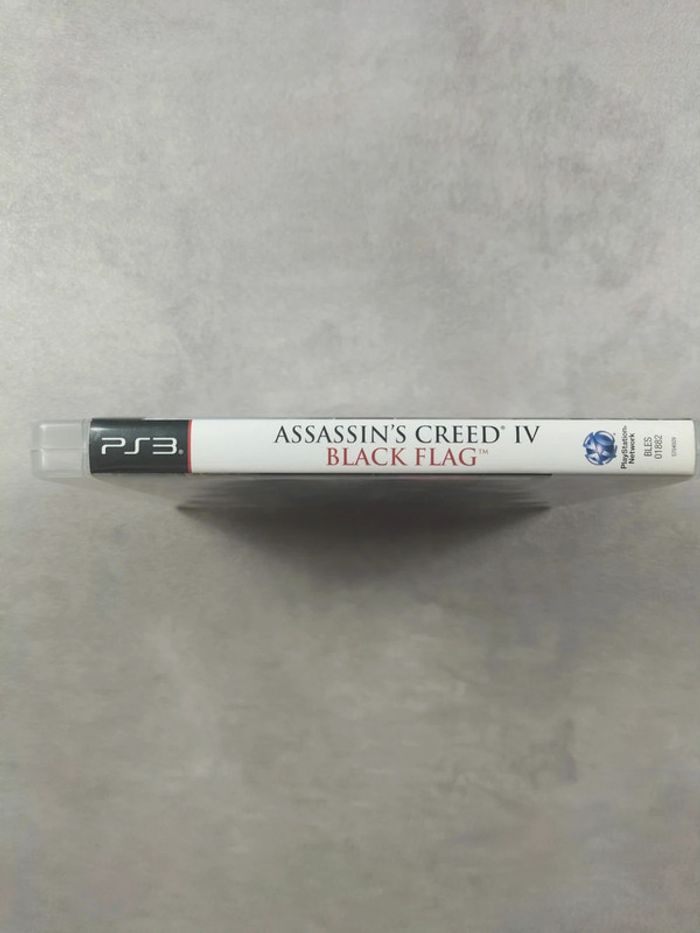 PS3®
ASSASSIN'S CREED® IV
BLACK FLAG™
PlayStation
Network
BLES
01882